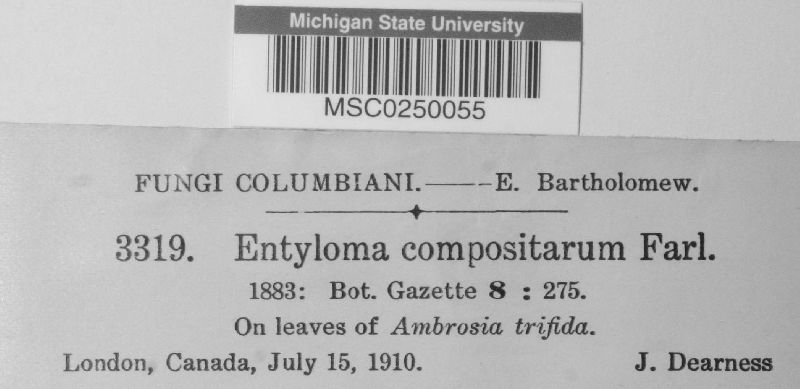 Michigan State University
MSC0250055
FUNGI COLUMBIANI.——-E. Bartholomew.
3319. Entyloma compositarum Farl.
1883: Bot. Gazette 8 : 275.
On leaves of Ambrosia trifida.
London, Canada, July 15, 1910. J. Dearness